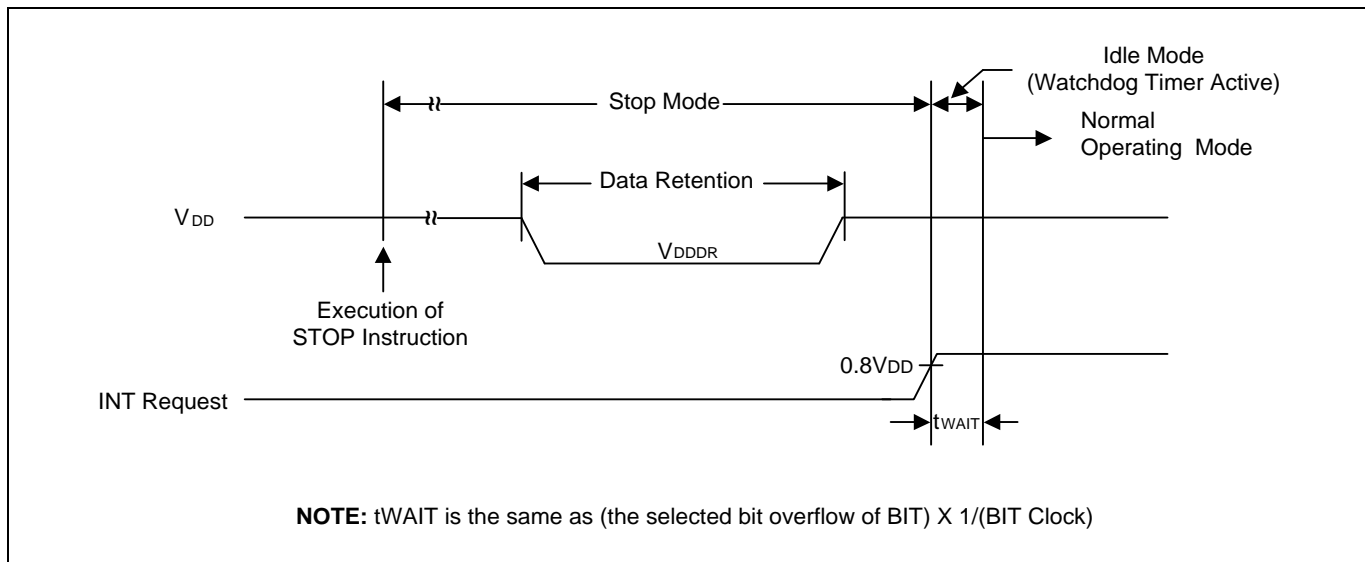 Idle Mode
(Watchdog Timer Active)
Stop Mode
Normal
Operating Mode
Data Retention
VDD
VDDDR
Execution of
STOP Instruction
0.8VDD
INT Request
tWAIT
NOTE: tWAIT is the same as (the selected bit overflow of BIT) X 1/(BIT Clock)